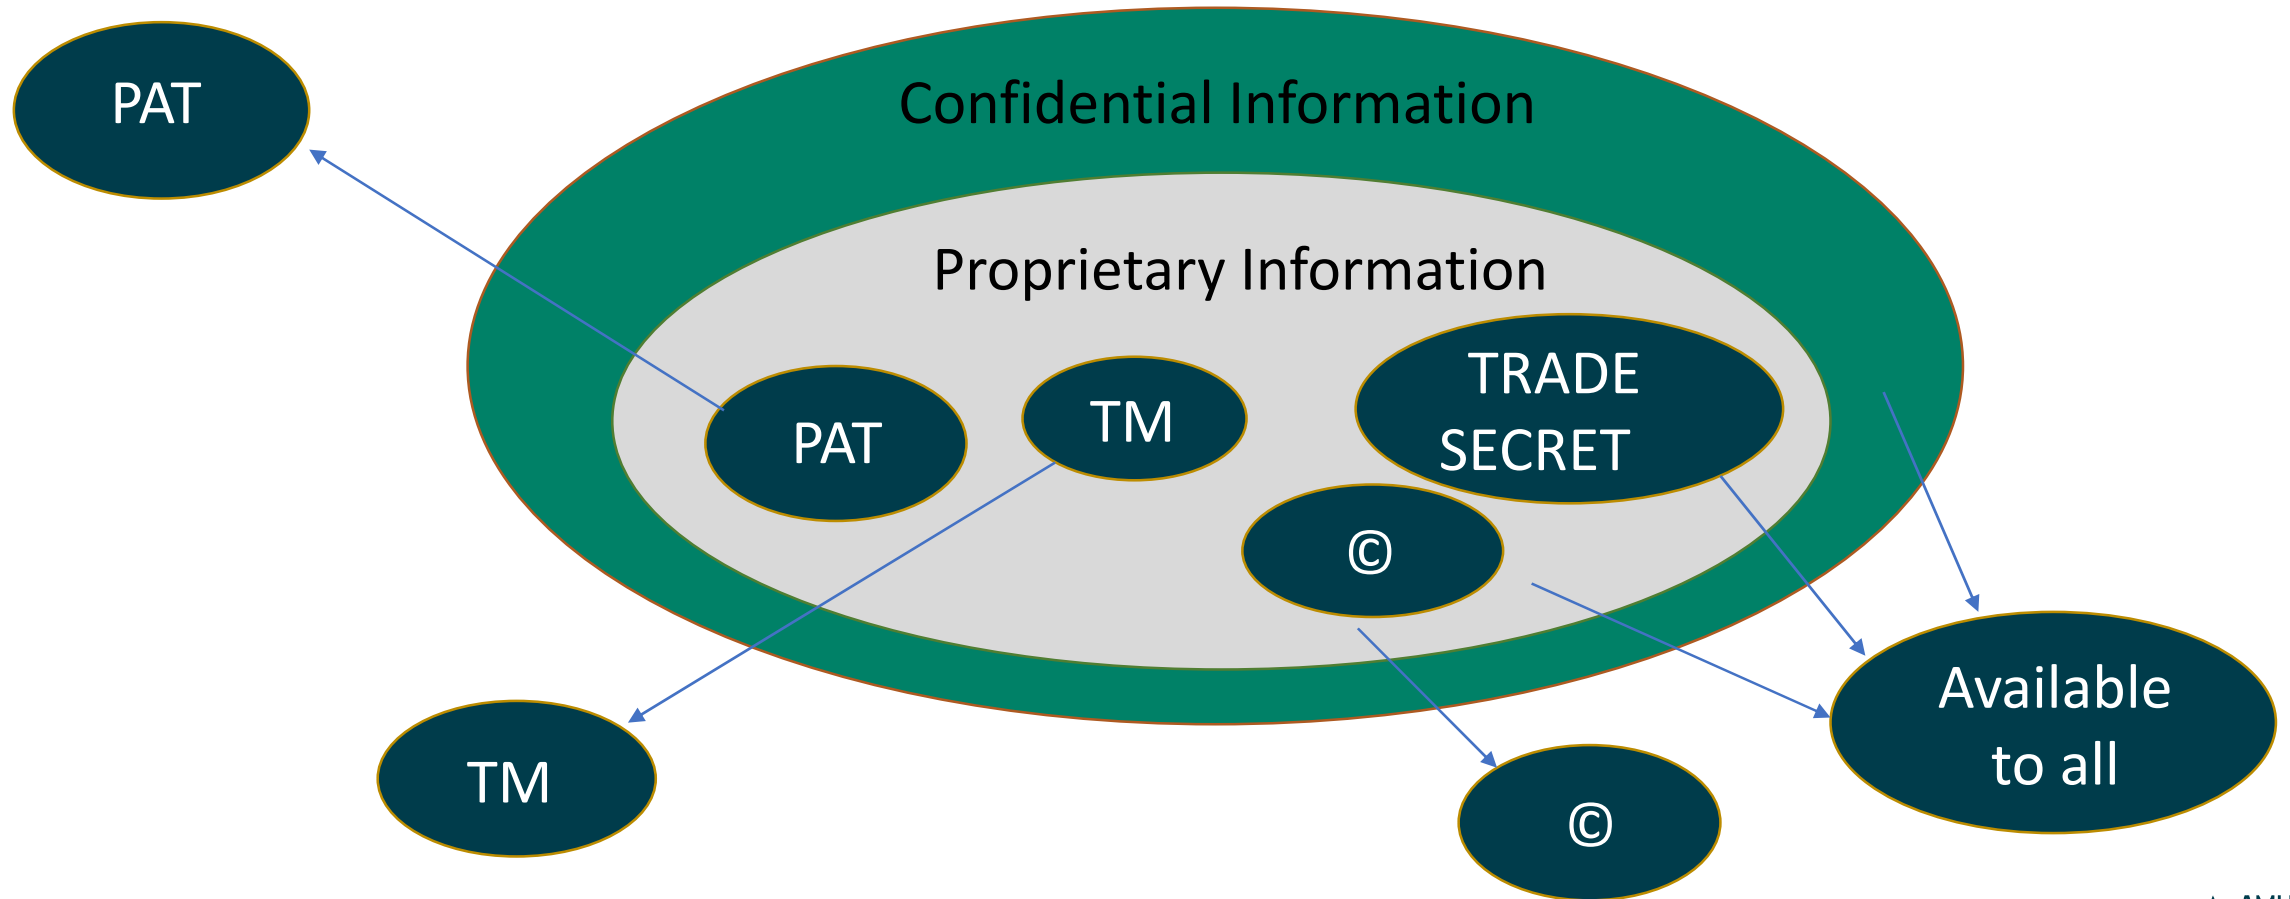 PAT
Confidential Information
Proprietary Information
PAT
TM
TRADE
SECRET
©
TM
©
Available
to all